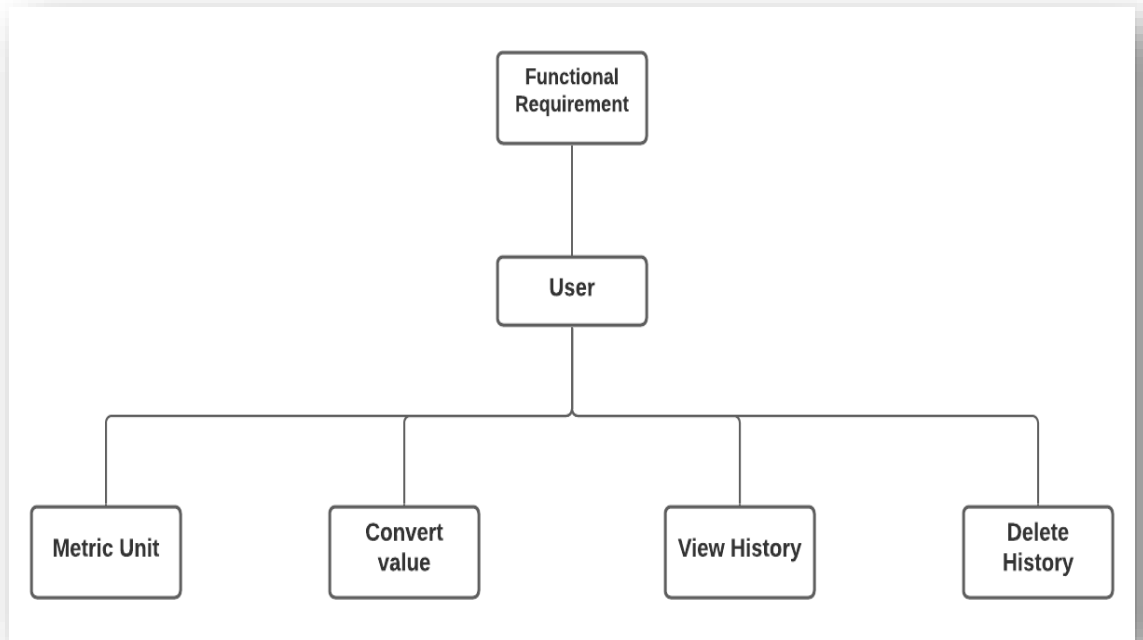 Functional
Requirement
User
Metric Unit
Convert
value
View History
Delete
History